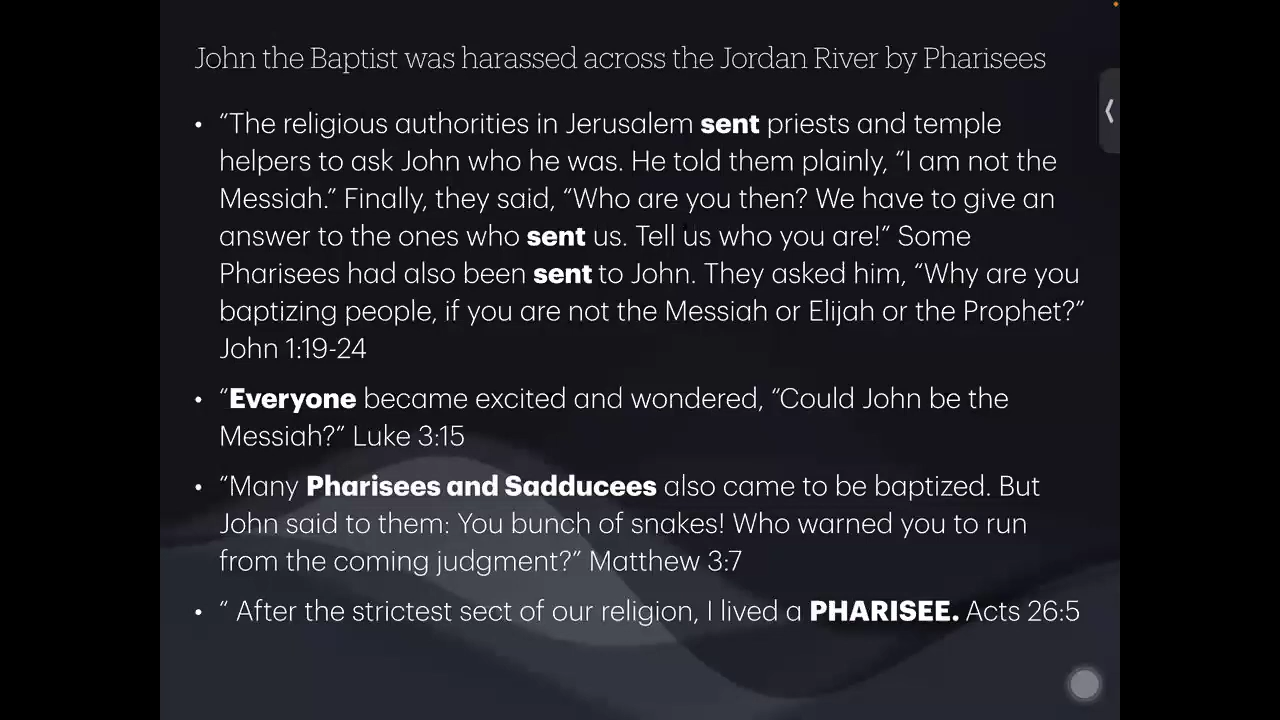 John the Baptist was harassed across the Jordan River by Pharisees
• “The religious authorities in Jerusalem sent priests and temple
helpers to ask John who he was. He told them plainly, “I am not the
Messiah.” Finally, they said, “Who are you then? We have to give an
answer to the ones who sent us. Tell us who you are!” Some
Pharisees had also been sent to John. They asked him, “Why are you
baptizing people, if you are not the Messiah or Elijah or the Prophet?”
John 1:19-24
• “Everyone became excited and wondered, “Could John be the
Messiah?” Luke 3:15
• “Many Pharisees and Sadducees also came to be baptized. But
John said to them: You bunch of snakes! Who warned you to run
from the coming judgment?” Matthew 3:7
• “ After the strictest sect of our religion, I lived a PHARISEE. Acts 26:5